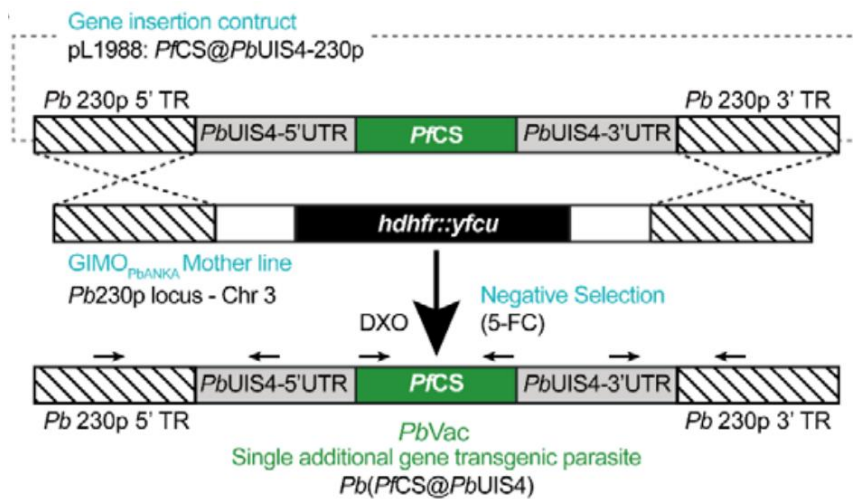 Gene insertion construct
pL1988: PfCS@PbUIS4-230p
Pb 230p 5' TR
Pb 230p 3' TR
PbUIS4-5'UTR
PfCS
PbUIS4-3'UTR
hdhfr::yfcu
GIMO PbANKA Mother line
Pb230p locus - Chr 3
DXO
Negative Selection
(5-FC)
PbUIS4-5'UTR
PfCS
PbUIS4-3'UTR
Pb 230p 5' TR
Pb 230p 3' TR
PbVac
Single additional gene transgenic parasite
Pb(PfCS@PbUIS4)